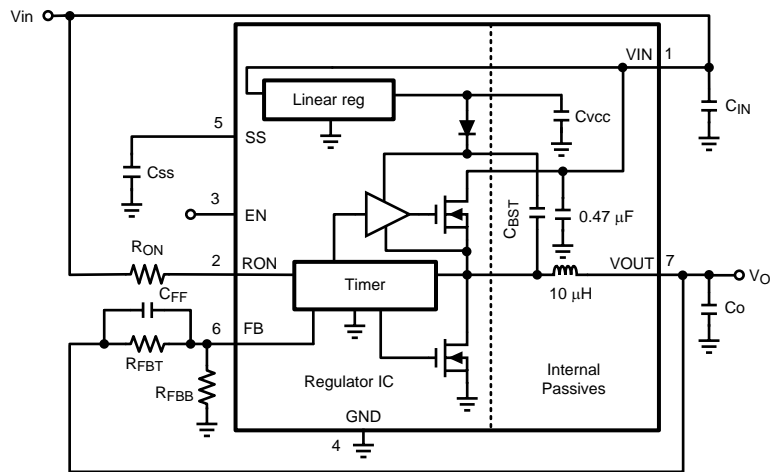 Vin
VIN 1
Linear reg
Cvcc
CIN
5
SS
Css
3
EN
CBST
0.47 µF
RON
2
RON
Timer
VOUT
7
VO
10 µH
CFF
6
FB
Co
RFBT
RFBB
Regulator IC
Internal
Passives
GND
4